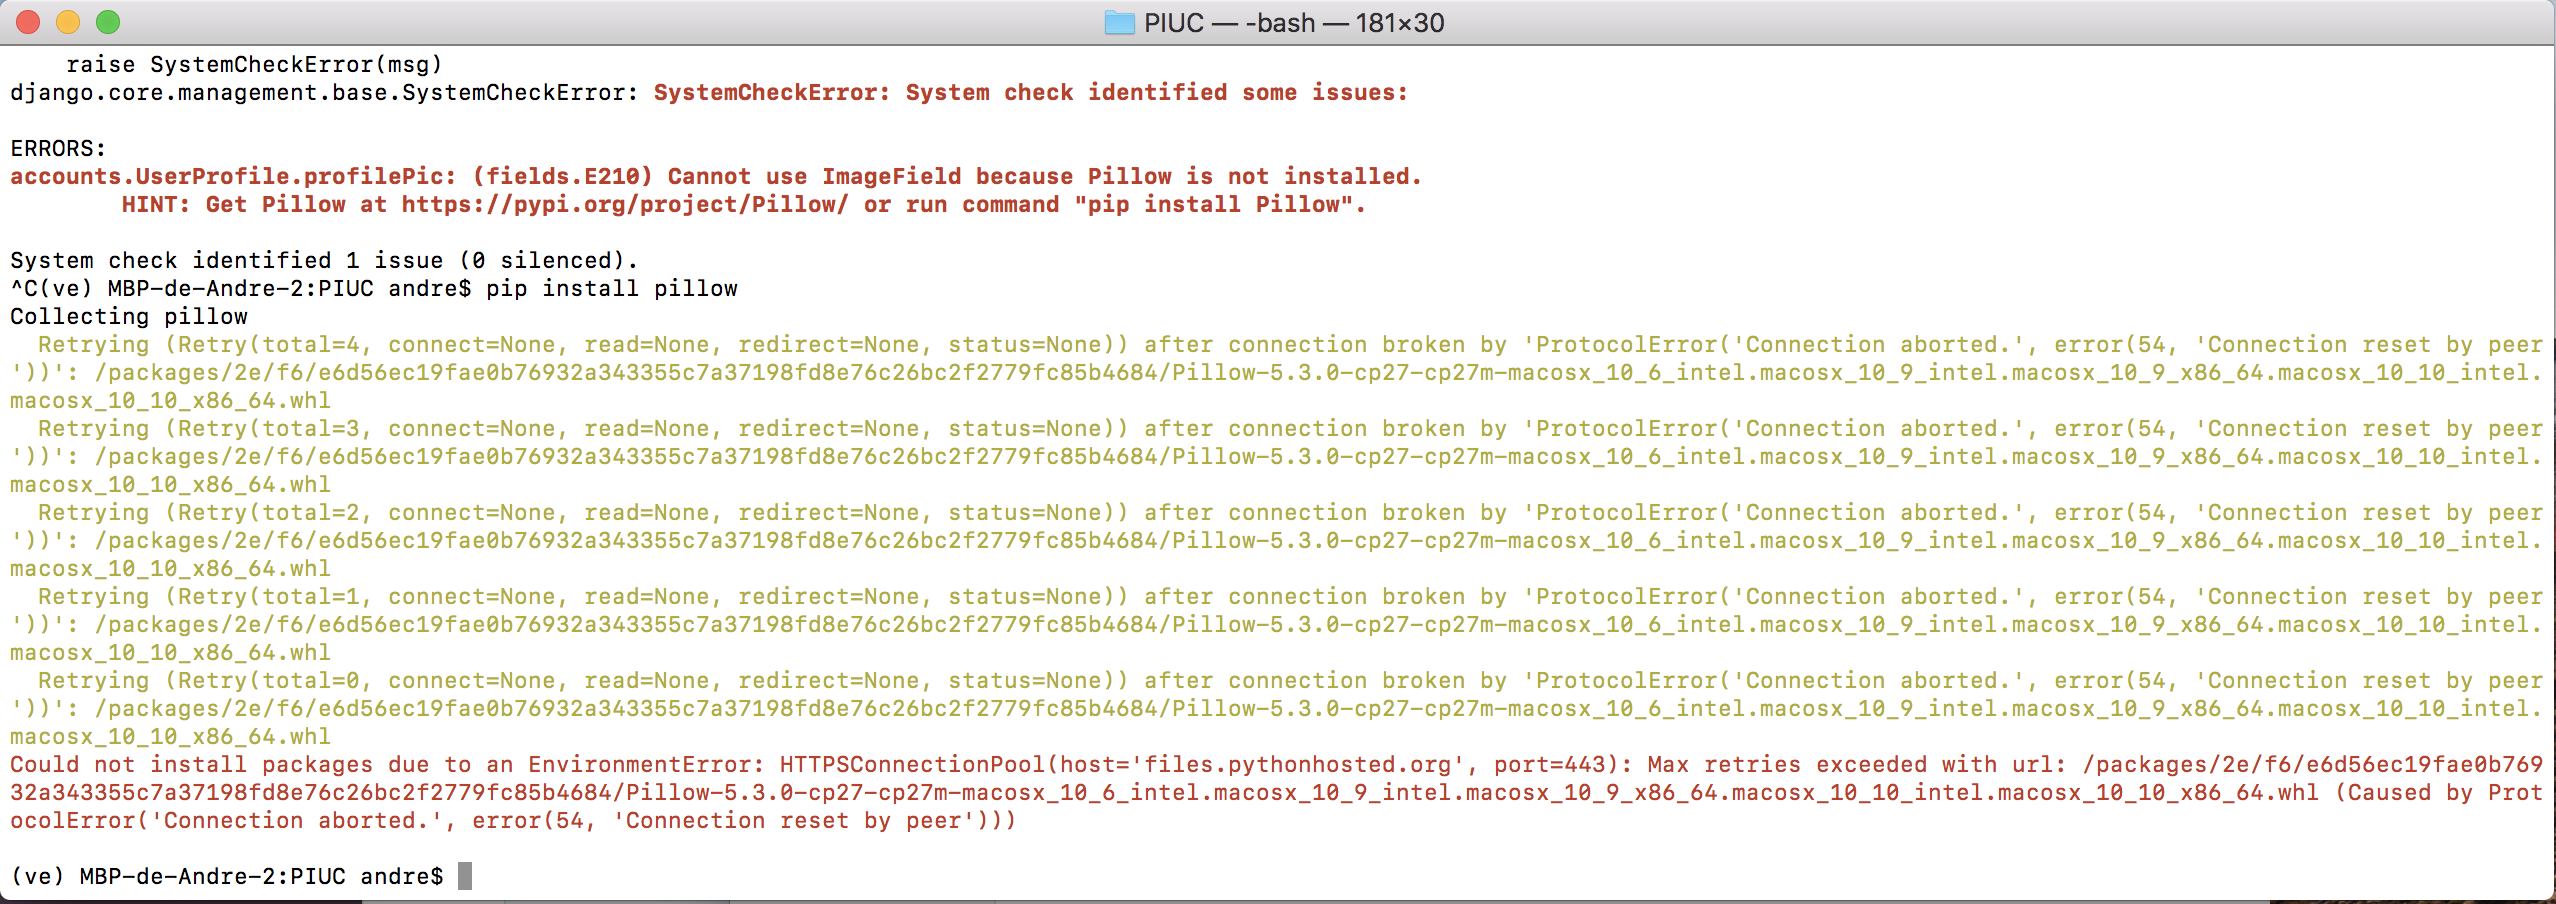 PIUC — -bash — 181×30
    raise SystemCheckError(msg)
django.core.management.base.SystemCheckError: SystemCheckError: System check identified some issues:
ERRORS:
accounts.UserProfile.profilePic: (fields.E210) Cannot use ImageField because Pillow is not installed.
        HINT: Get Pillow at https://pypi.org/project/Pillow/ or run command "pip install Pillow".
System check identified 1 issue (0 silenced).
^C(ve) MBP-de-Andre-2:PIUC andre$ pip install pillow
Collecting pillow
  Retrying (Retry(total=4, connect=None, read=None, redirect=None, status=None)) after connection broken by 'ProtocolError('Connection aborted.', error(54, 'Connection reset by peer
'))': /packages/2e/f6/e6d56ec19fae0b76932a343355c7a37198fd8e76c26bc2f2779fc85b4684/Pillow-5.3.0-cp27-cp27m-macosx_10_6_intel.macosx_10_9_intel.macosx_10_9_x86_64.macosx_10_10_intel.
macosx_10_10_x86_64.whl
  Retrying (Retry(total=3, connect=None, read=None, redirect=None, status=None)) after connection broken by 'ProtocolError('Connection aborted.', error(54, 'Connection reset by peer
'))': /packages/2e/f6/e6d56ec19fae0b76932a343355c7a37198fd8e76c26bc2f2779fc85b4684/Pillow-5.3.0-cp27-cp27m-macosx_10_6_intel.macosx_10_9_intel.macosx_10_9_x86_64.macosx_10_10_intel.
macosx_10_10_x86_64.whl
  Retrying (Retry(total=2, connect=None, read=None, redirect=None, status=None)) after connection broken by 'ProtocolError('Connection aborted.', error(54, 'Connection reset by peer
'))': /packages/2e/f6/e6d56ec19fae0b76932a343355c7a37198fd8e76c26bc2f2779fc85b4684/Pillow-5.3.0-cp27-cp27m-macosx_10_6_intel.macosx_10_9_intel.macosx_10_9_x86_64.macosx_10_10_intel.
macosx_10_10_x86_64.whl
  Retrying (Retry(total=1, connect=None, read=None, redirect=None, status=None)) after connection broken by 'ProtocolError('Connection aborted.', error(54, 'Connection reset by peer
'))': /packages/2e/f6/e6d56ec19fae0b76932a343355c7a37198fd8e76c26bc2f2779fc85b4684/Pillow-5.3.0-cp27-cp27m-macosx_10_6_intel.macosx_10_9_intel.macosx_10_9_x86_64.macosx_10_10_intel.
macosx_10_10_x86_64.whl
  Retrying (Retry(total=0, connect=None, read=None, redirect=None, status=None)) after connection broken by 'ProtocolError('Connection aborted.', error(54, 'Connection reset by peer
'))': /packages/2e/f6/e6d56ec19fae0b76932a343355c7a37198fd8e76c26bc2f2779fc85b4684/Pillow-5.3.0-cp27-cp27m-macosx_10_6_intel.macosx_10_9_intel.macosx_10_9_x86_64.macosx_10_10_intel.
macosx_10_10_x86_64.whl
Could not install packages due to an EnvironmentError: HTTPSConnectionPool(host='files.pythonhosted.org', port=443): Max retries exceeded with url: /packages/2e/f6/e6d56ec19fae0b769
32a343355c7a37198fd8e76c26bc2f2779fc85b4684/Pillow-5.3.0-cp27-cp27m-macosx_10_6_intel.macosx_10_9_intel.macosx_10_9_x86_64.macosx_10_10_intel.macosx_10_10_x86_64.whl (Caused by Prot
ocolError('Connection aborted.', error(54, 'Connection reset by peer')))
(ve) MBP-de-Andre-2:PIUC andre$